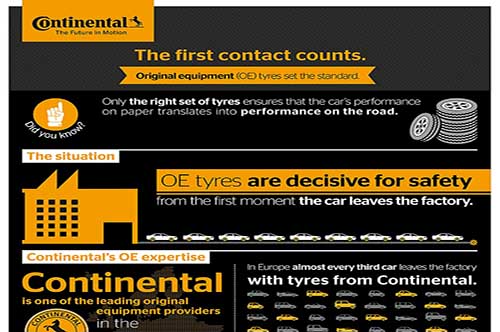 Continental
The Future in Motion
The first contact counts.
Original equipment (OE) tyres set the standard.
Only the right set of tyres ensures that the car's performance
on paper translates into performance on the road.
Did you know?
The situation
OE tyres are decisive for safety
from the first moment the car leaves the factory.
Continental's OE expertise
Continental
is one of the leading original
equipment providers
in the
CONTINENTAL
In Europe almost every third car leaves the factory
with tyres from Continental.